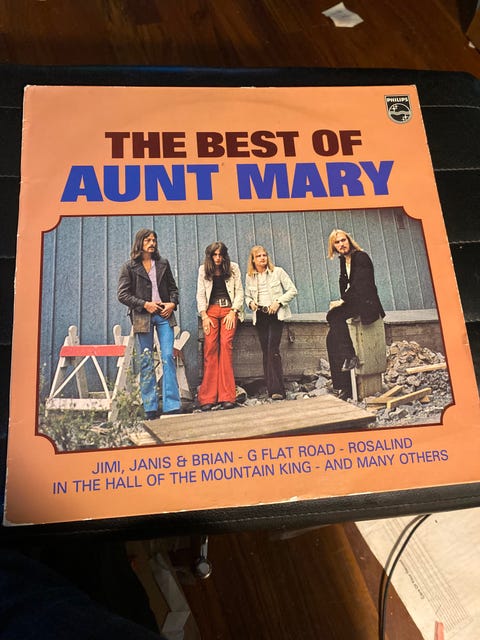 PHILIPS
THE BEST OF
AUNT MARY
JIMI, JANIS & BRIAN - G FLAT ROAD - ROSALIND
IN THE HALL OF THE MOUNTAIN KING - AND MANY OTHERS